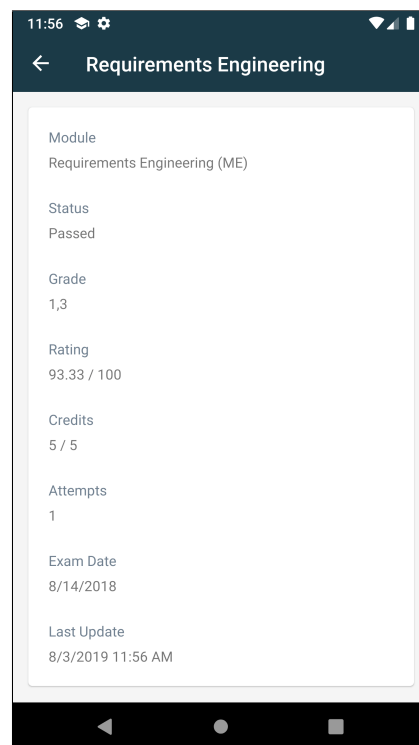 11:56
Requirements Engineering
Module
Requirements Engineering (ME)
Status
Passed
Grade
1,3
Rating
93.33 / 100
Credits
5 / 5
Attempts
1
Exam Date
8/14/2018
Last Update
8/3/2019 11:56 AM